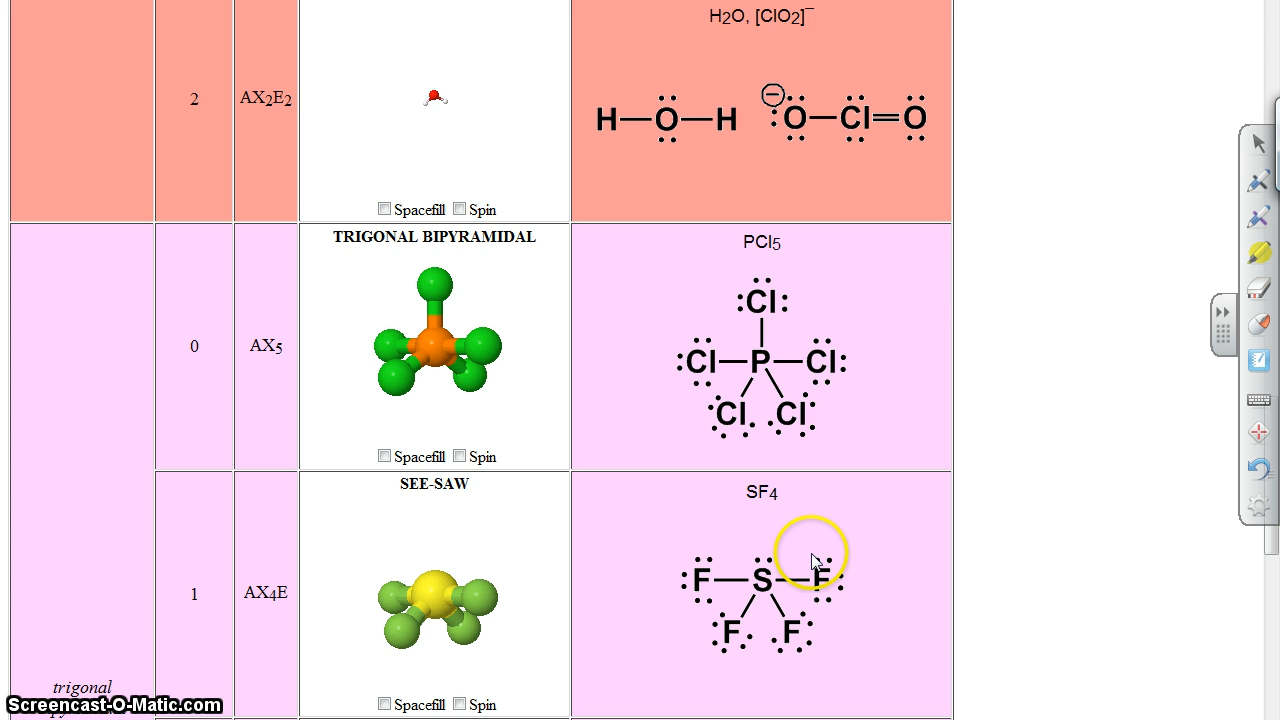 H2O, [ClO2]¯
2
AX2E2
H—O—H
O—Cl=O
Spacefill Spin
TRIGONAL BIPYRAMIDAL
PCl5
0
AX5
Cl
Cl—P—Cl
Cl Cl
Spacefill Spin
SEE-SAW
SF4
1
AX4E
F—S—F
F F
trigonal
Spacefill Spin
Screencast-O-Matic.com